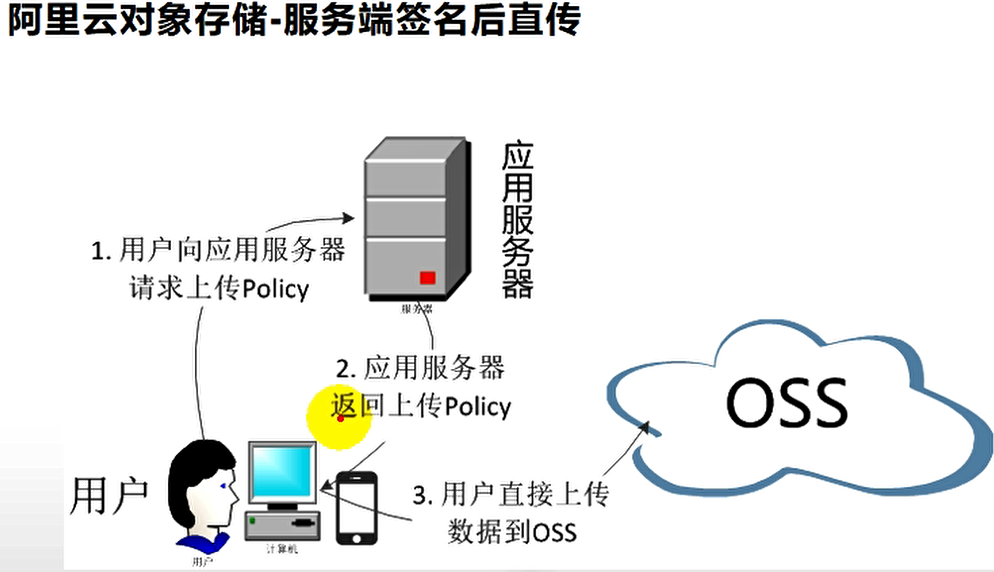 阿里云对象存储-服务端签名后直传
应用服务器
1. 用户向应用服务器
请求上传Policy
服务器
2. 应用服务器
返回上传Policy
OSS
用户
3. 用户直接上传
数据到OSS
计算机
用户